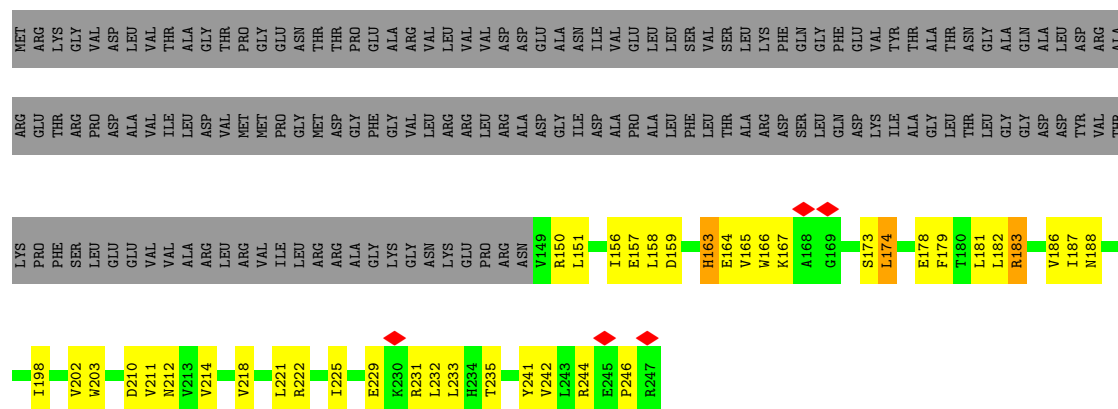 MET ARG LYS GLY VAL ASP LEU VAL THR ALA GLY THR PRO GLY GLU ASN THR THR PRO GLU ALA ARG VAL LEU VAL VAL ASP ASP GLU ALA ASN ILE VAL GLU LEU LEU SER VAL SER LEU LYS PHE GLN GLY PHE GLU VAL TYR THR ALA THR ASN GLY ALA GLN ALA LEU ASP ARG ALA
ARG GLU THR ARG PRO ASP ALA VAL ILE LEU ASP VAL MET MET PRO GLY MET ASP GLY PHE GLY VAL LEU ARG ARG LEU ARG ALA ASP GLY ILE ASP ALA PRO ALA LEU PHE LEU THR ALA ARG ASP SER LEU GLN ASP LYS ILE ALA GLY LEU THR LEU GLY GLY ASP ASP TYR VAL THR
LYS PRO PHE SER LEU GLU GLU VAL VAL ALA ARG LEU ARG VAL ILE LEU ARG ARG ALA GLY LYS GLY ASN LYS GLU PRO ARG ASN V149 R150 L151 I156 E157 L158 D159 H163 E164 V165 W166 K167 A168 G169 S173 L174 E178 F179 T180 L181 L182 R183 V186 I187 N188
I198 V202 W203 D210 V211 N212 V213 V214 V218 L221 R222 I225 E229 K230 R231 L232 L233 H234 T235 Y241 V242 L243 R244 E245 P246 R247